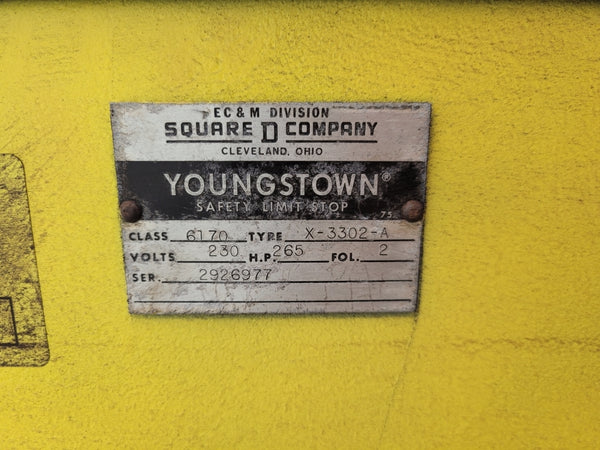 EC & M DIVISION
SQUARE D COMPANY
CLEVELAND, OHIO
YOUNGSTOWN®
SAFETY LIMIT STOP
75
CLASS 6170 TYPE X-3302-A
VOLTS 230 H.P. 265 FOL. 2
SER. 2926977